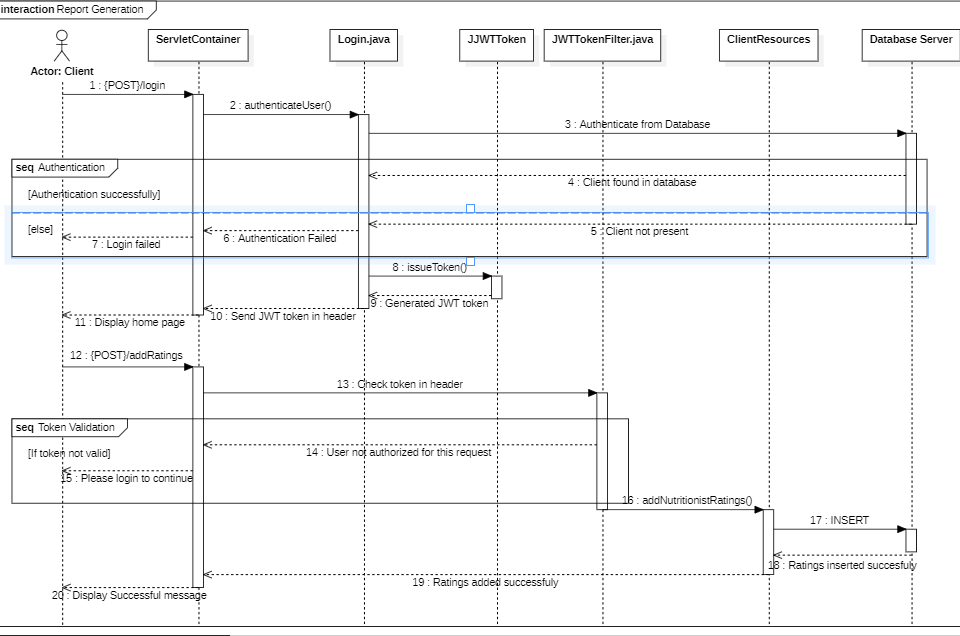 interaction Report Generation
ServletContainer
Login.java
JJWTToken
JWTTokenFilter.java
ClientResources
Database Server
Actor: Client
1 : {POST}/login
2 : authenticateUser()
3 : Authenticate from Database
seq Authentication
4 : Client found in database
[Authentication successfully]
[else]
5 : Client not present
6 : Authentication Failed
7 : Login failed
8 : issueToken()
9 : Generated JWT token
10 : Send JWT token in header
11 : Display home page
12 : {POST}/addRatings
13 : Check token in header
seq Token Validation
[If token not valid]
14 : User not authorized for this request
15 : Please login to continue
16 : addNutritionistRatings()
17 : INSERT
18 : Ratings inserted succesfuly
19 : Ratings added successfuly
20 : Display Successful message